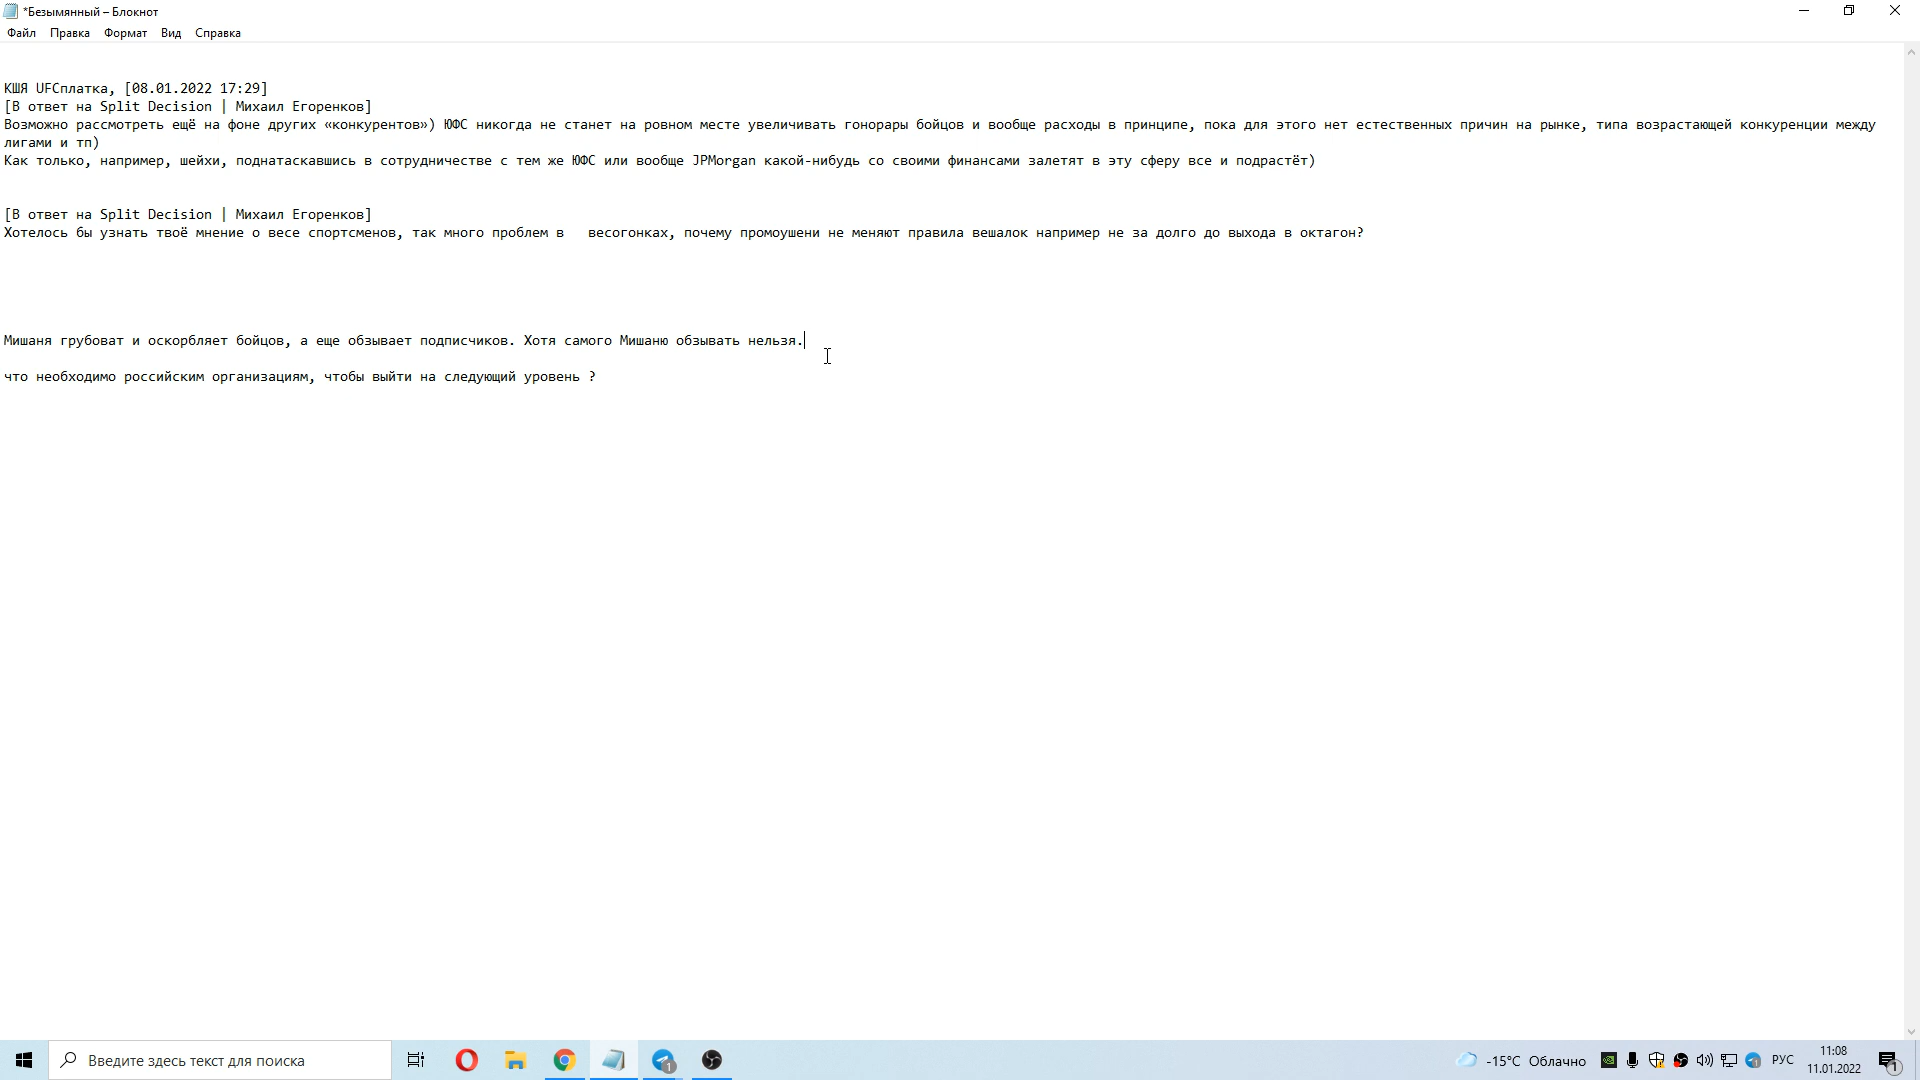 *Безымянный – Блокнот
Файл Правка Формат Вид Справка
КШЯ UFCплатка, [08.01.2022 17:29]
[В ответ на Split Decision | Михаил Егоренков]
Возможно рассмотреть ещё на фоне других «конкурентов») ЮФС никогда не станет на ровном месте увеличивать гонорары бойцов и вообще расходы в принципе, пока для этого нет естественных причин на рынке, типа возрастающей конкуренции между
лигами и тп)
Как только, например, шейхи, поднатаскавшись в сотрудничестве с тем же ЮФС или вообще JPMorgan какой-нибудь со своими финансами залетят в эту сферу все и подрастёт)
[В ответ на Split Decision | Михаил Егоренков]
Хотелось бы узнать твоё мнение о весе спортсменов, так много проблем в   весогонках, почему промоушени не меняют правила вешалок например не за долго до выхода в октагон?
Мишаня грубоват и оскорбляет бойцов, а еще обзывает подписчиков. Хотя самого Мишаню обзывать нельзя.
что необходимо российским организациям, чтобы выйти на следующий уровень ?
Введите здесь текст для поиска
1
-15°C Облачно
1
РУС
11:08
11.01.2022
1